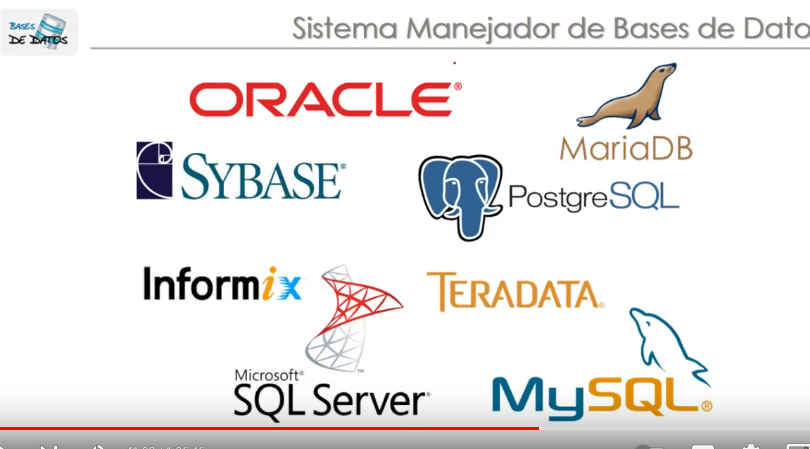 BASES
DE DATOS
Sistema Manejador de Bases de Dato
ORACLE®
MariaDB
SYBASE®
PostgreSQL
Informix
TERADATA®
Microsoft®
SQL Server®
MySQL®